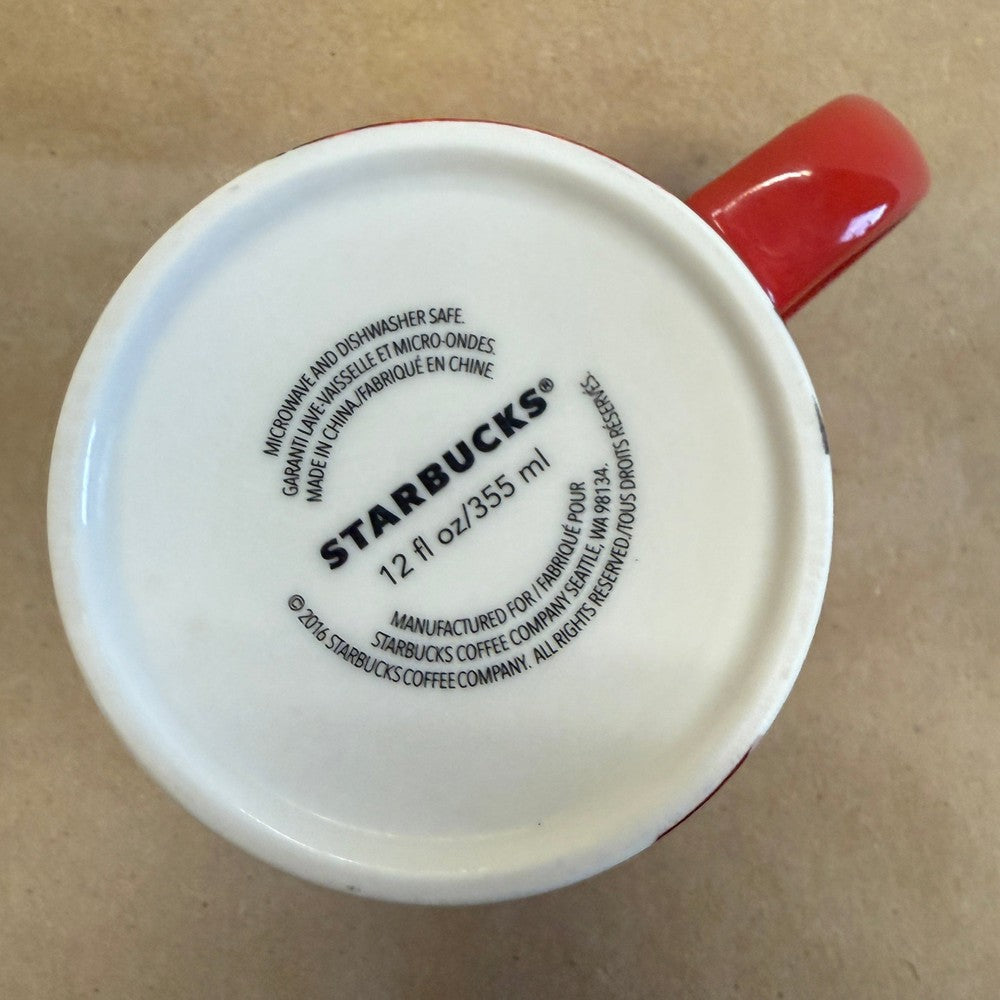 MICROWAVE AND DISHWASHER SAFE.
GARANTI LAVE-VAISSELLE ET MICRO-ONDES.
MADE IN CHINA./FABRIQUÉ EN CHINE.
STARBUCKS®
12 fl oz/355 ml
MANUFACTURED FOR / FABRIQUÉ POUR
STARBUCKS COFFEE COMPANY SEATTLE, WA 98134.
© 2016 STARBUCKS COFFEE COMPANY. ALL RIGHTS RESERVED./TOUS DROITS RÉSERVÉS.